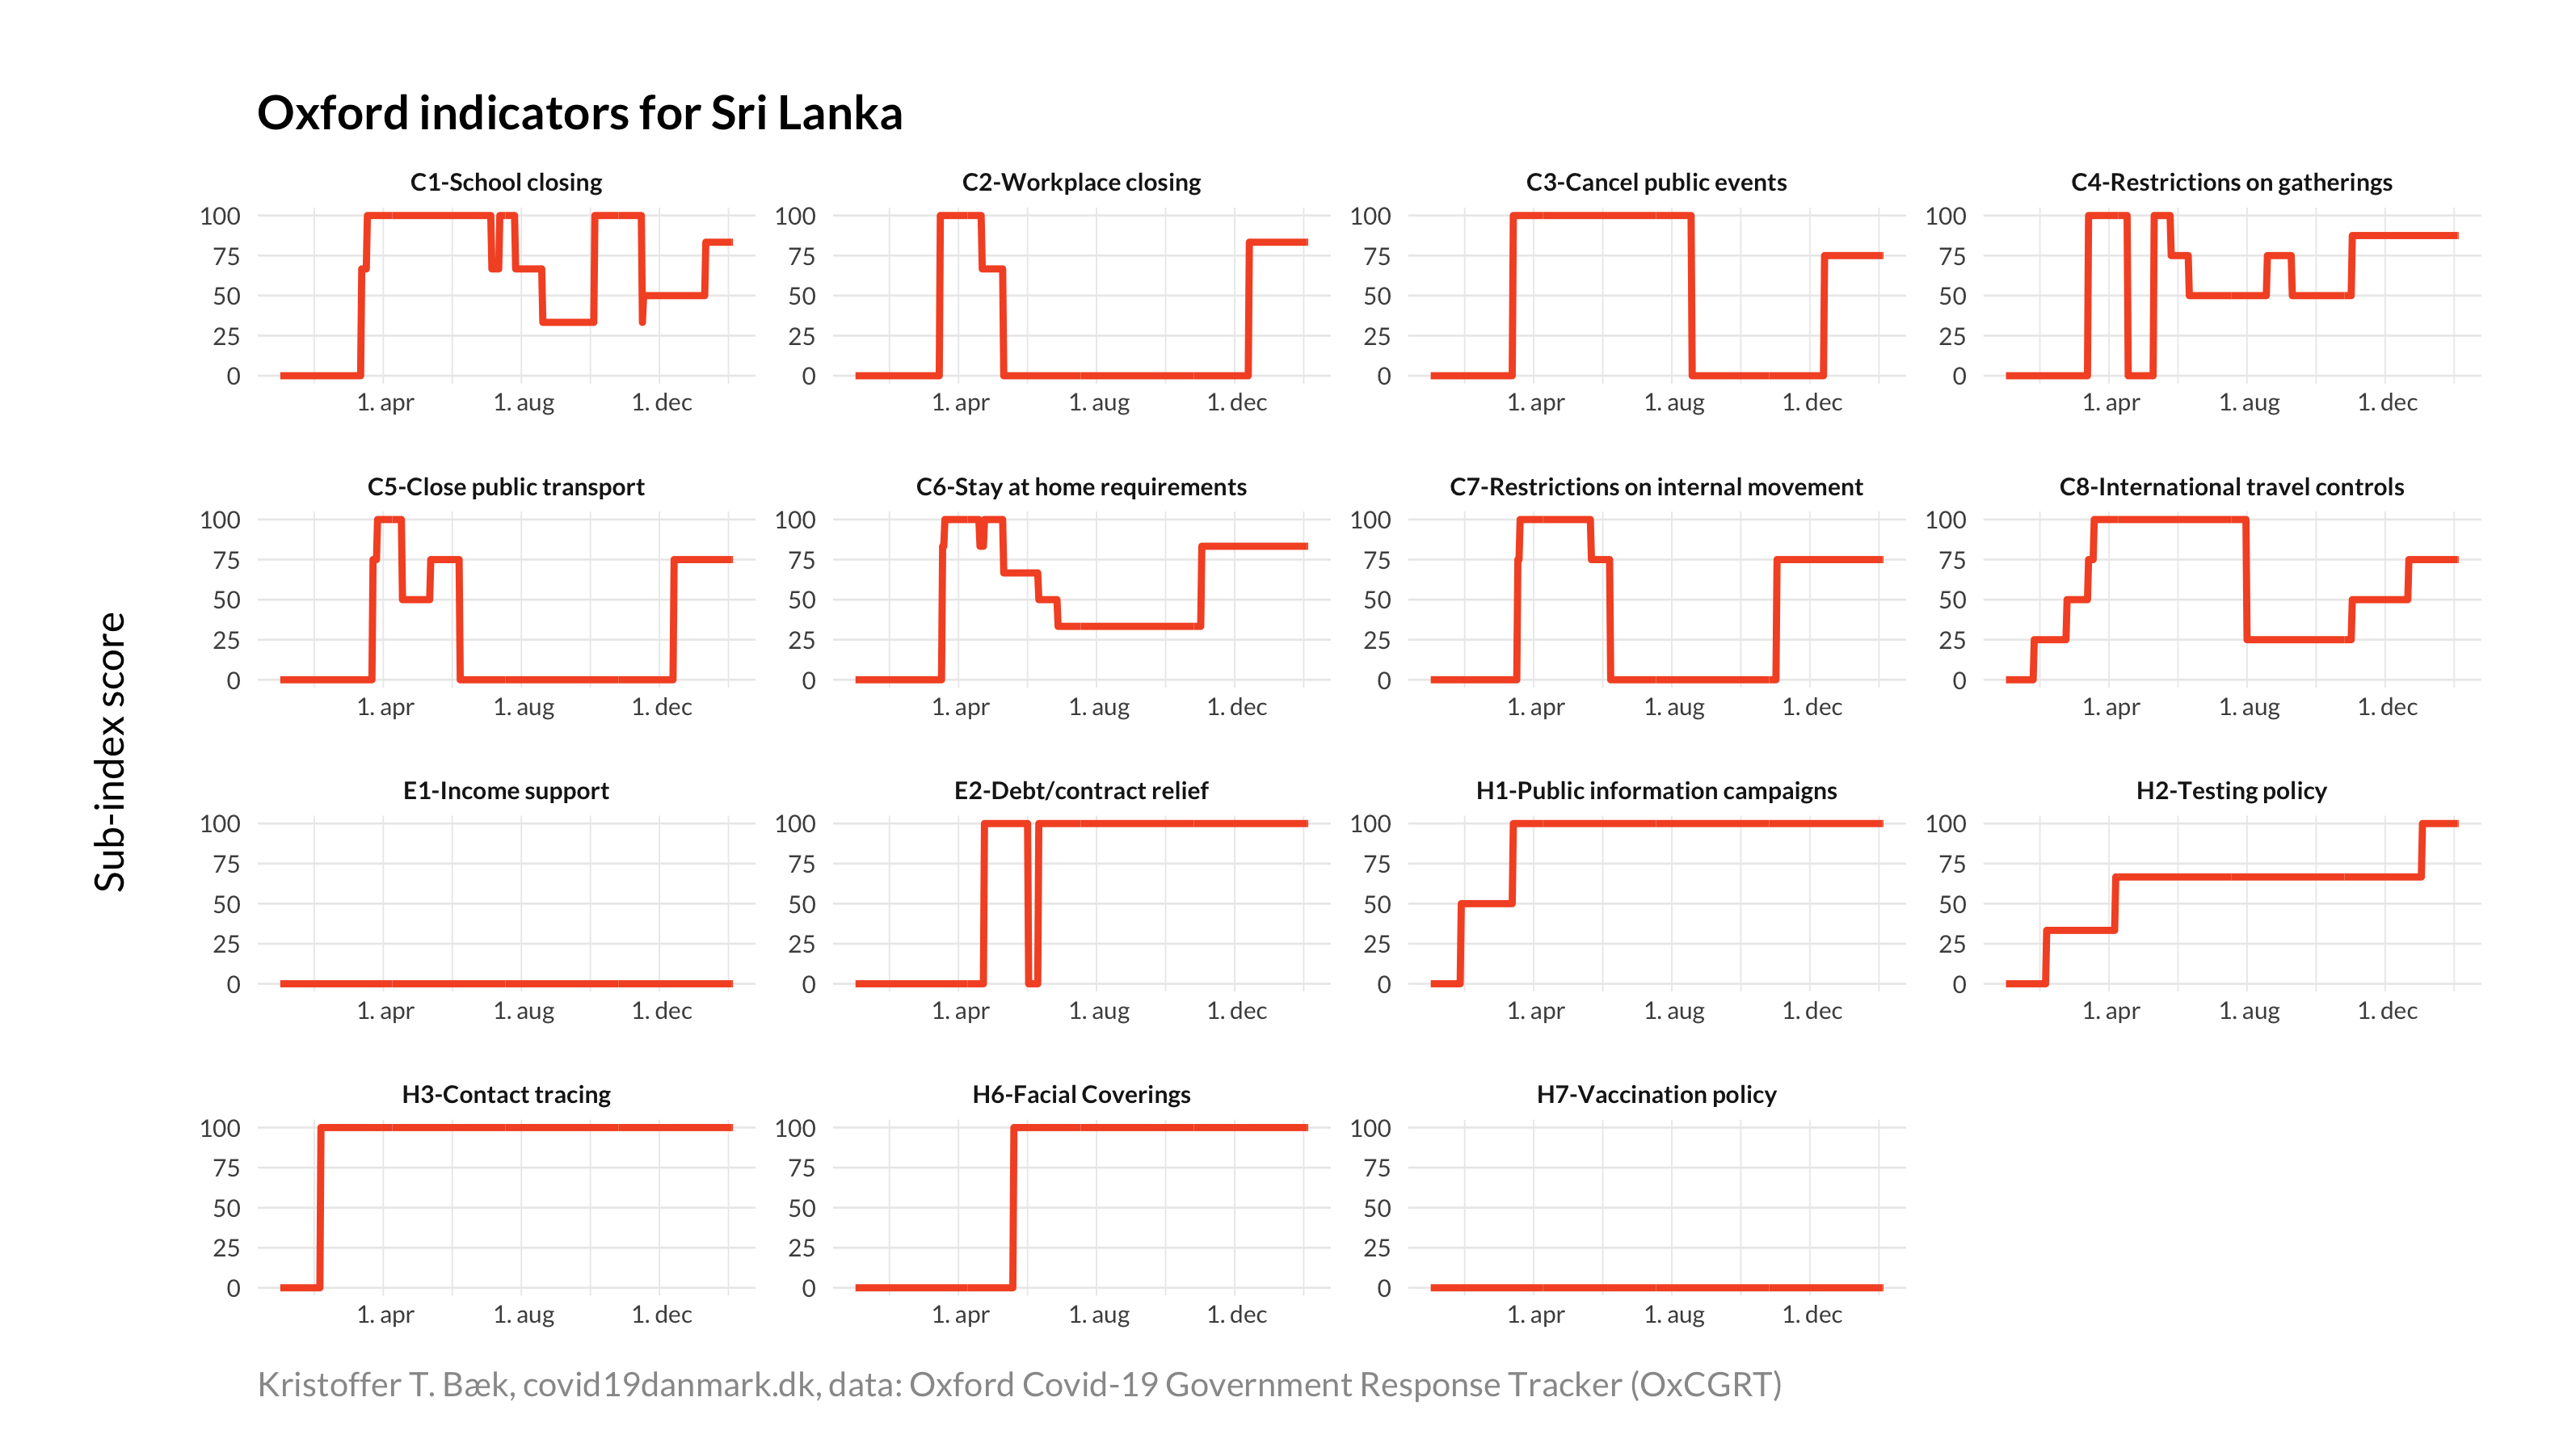 Oxford indicators for Sri Lanka
C1-School closing
C2-Workplace closing
C3-Cancel public events
C4-Restrictions on gatherings
100
75
50
25
0
1. apr
1. aug
1. dec
100
75
50
25
0
1. apr
1. aug
1. dec
100
75
50
25
0
1. apr
1. aug
1. dec
100
75
50
25
0
1. apr
1. aug
1. dec
C5-Close public transport
C6-Stay at home requirements
C7-Restrictions on internal movement
C8-International travel controls
100
75
50
25
0
1. apr
1. aug
1. dec
100
75
50
25
0
1. apr
1. aug
1. dec
100
75
50
25
0
1. apr
1. aug
1. dec
100
75
50
25
0
1. apr
1. aug
1. dec
Sub-index score
E1-Income support
E2-Debt/contract relief
H1-Public information campaigns
H2-Testing policy
100
75
50
25
0
1. apr
1. aug
1. dec
100
75
50
25
0
1. apr
1. aug
1. dec
100
75
50
25
0
1. apr
1. aug
1. dec
100
75
50
25
0
1. apr
1. aug
1. dec
H3-Contact tracing
H6-Facial Coverings
H7-Vaccination policy
100
75
50
25
0
1. apr
1. aug
1. dec
100
75
50
25
0
1. apr
1. aug
1. dec
100
75
50
25
0
1. apr
1. aug
1. dec
Kristoffer T. Bæk, covid19danmark.dk, data: Oxford Covid-19 Government Response Tracker (OxCGRT)